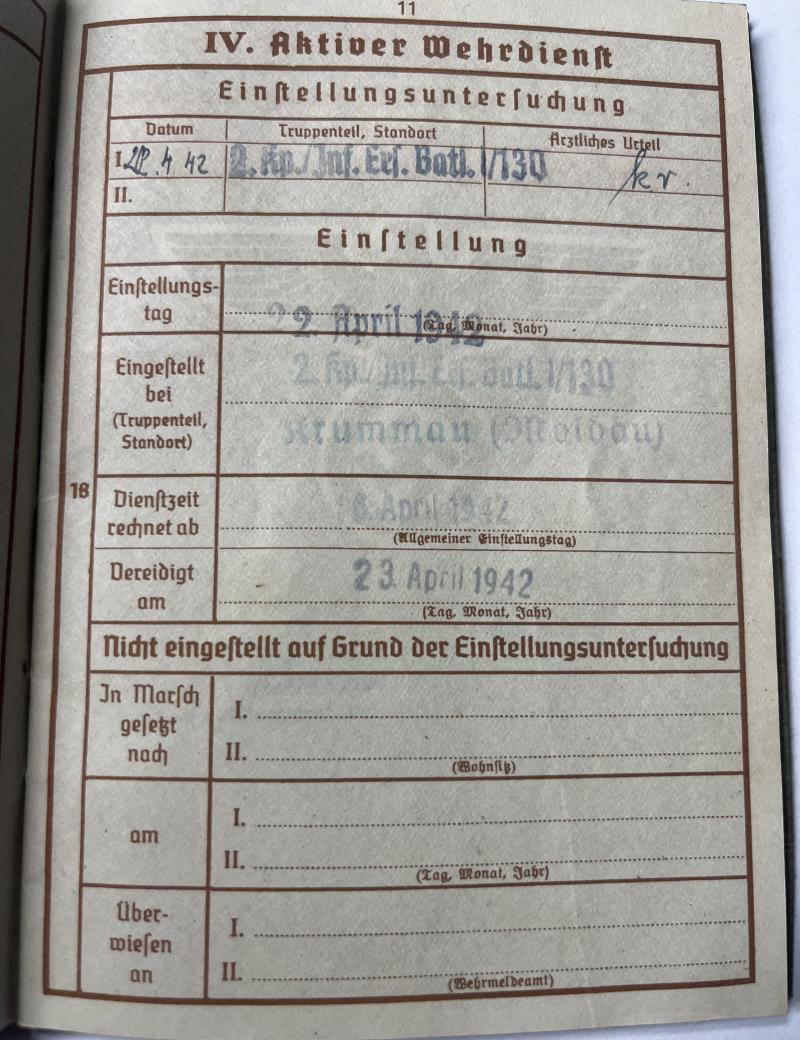 11
IV. Aktiver Wehrdienst
Einstellungsuntersuchung
Datum Truppenteil, Standort Ärztliches Urteil
I. 4 42 2. Kp./Inf. Ers. Batl. I/130 kv.
II.
Einstellung
Einstellungs-
tag
2. April 1942
(Tag, Monat, Jahr)
Eingestellt
bei
(Truppenteil,
Standort)
2. Kp./Inf. Ers. Batl. I/130
Krummau (Moldau)
18
Dienstzeit
rechnet ab
April 1942
(Allgemeiner Einstellungstag)
Vereidigt
am
23. April 1942
(Tag, Monat, Jahr)
Nicht eingestellt auf Grund der Einstellungsuntersuchung
In Marsch
gesetzt
nach
I.
II.
(Wohnsitz)
am
I.
II.
(Tag, Monat, Jahr)
Über-
wiesen
an
I.
II.
(Wehrmeldeamt)